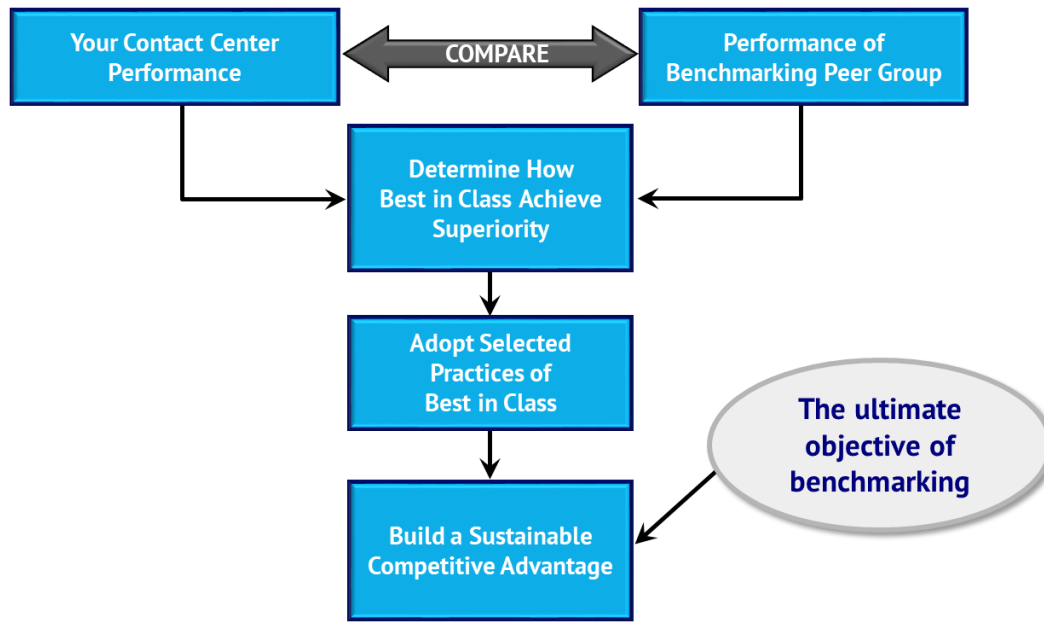 Your Contact Center
Performance
COMPARE
Performance of
Benchmarking Peer Group
Determine How
Best in Class Achieve
Superiority
Adopt Selected
Practices of
Best in Class
The ultimate
objective of
benchmarking
Build a Sustainable
Competitive Advantage